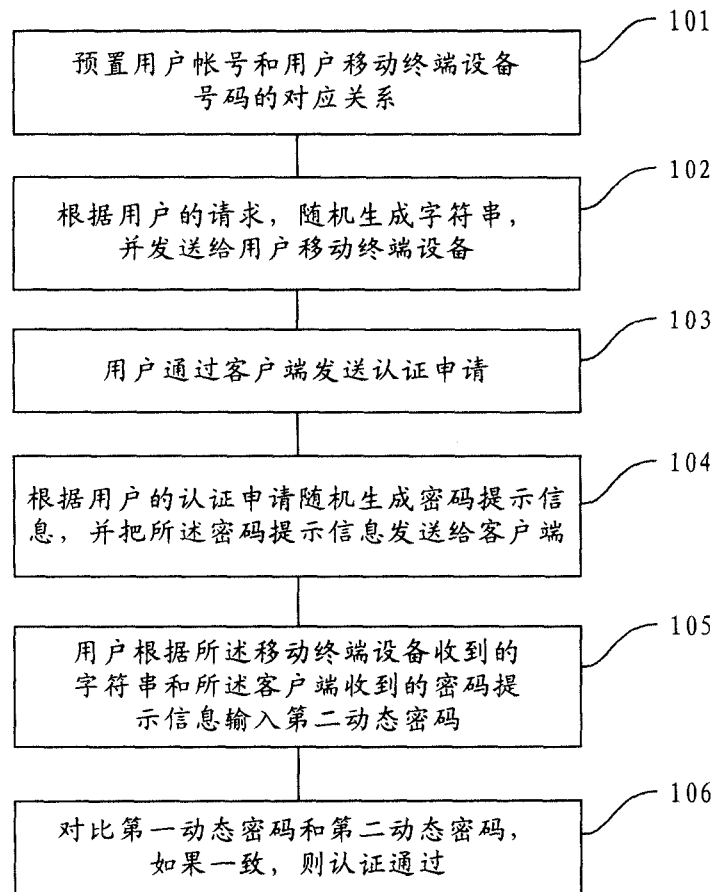 101
预置用户帐号和用户移动终端设备
号码的对应关系
102
根据用户的请求，随机生成字符串，
并发送给用户移动终端设备
103
用户通过客户端发送认证申请
104
根据用户的认证申请随机生成密码提示信
息，并把所述密码提示信息发送给客户端
105
用户根据所述移动终端设备收到的
字符串和所述客户端收到的密码提
示信息输入第二动态密码
106
对比第一动态密码和第二动态密码，
如果一致，则认证通过